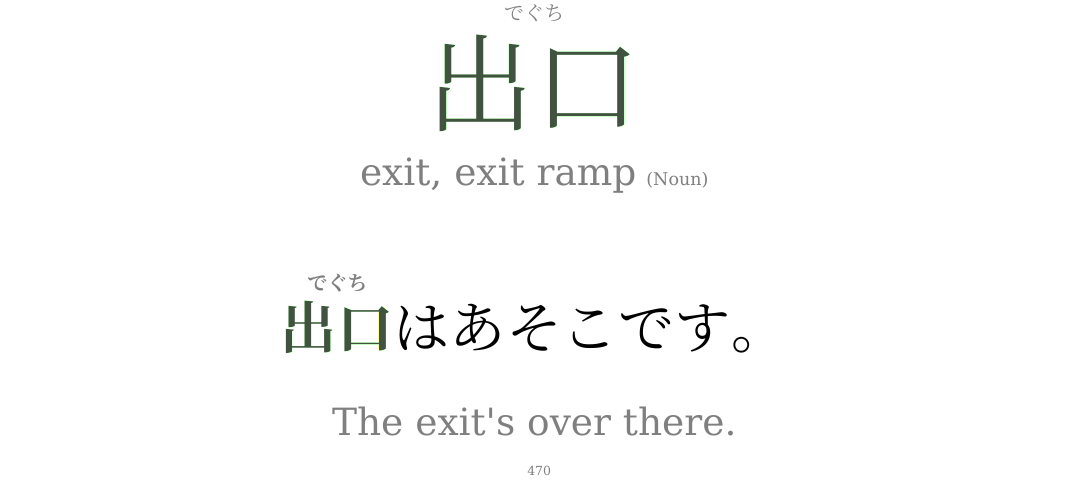 でぐち
出口
exit, exit ramp (Noun)
でぐち
出口はあそこです。
The exit's over there.
470